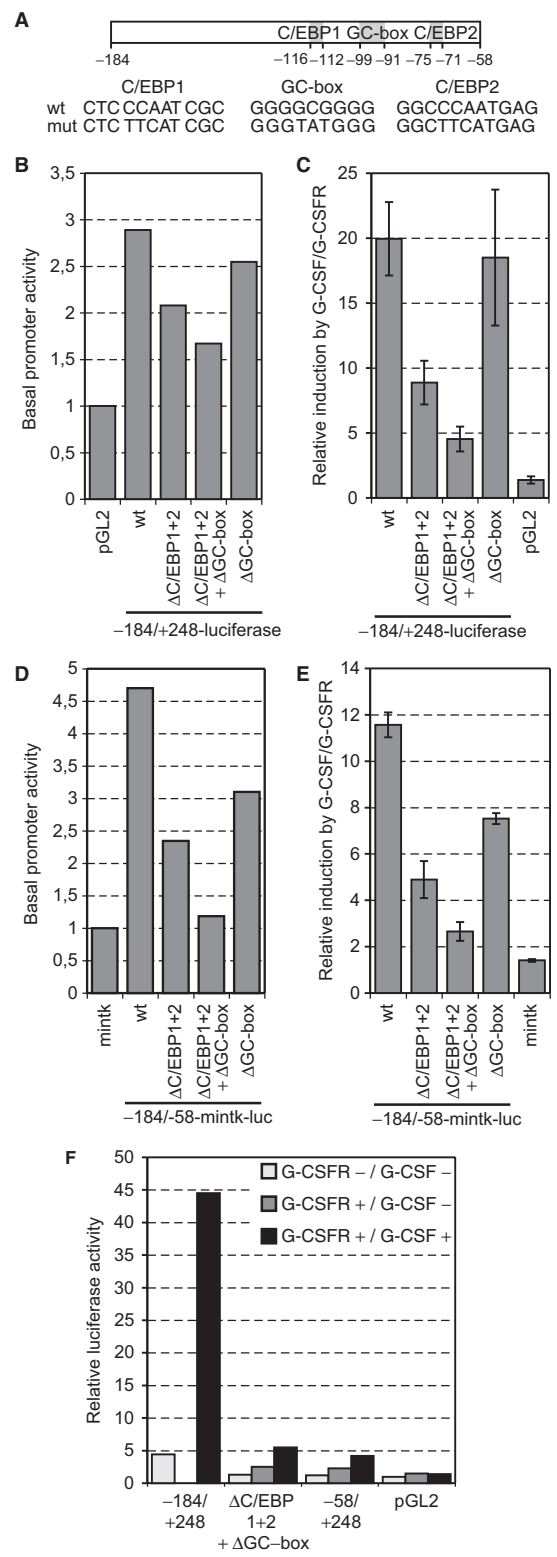 A
C/EBP1 GC-box C/EBP2
−184 −116 −112 −99 −91 −75 −71 −58
C/EBP1 GC-box C/EBP2
wt CTC CCAAT CGC GGGGCGGGG GGCCCAATGAG
mut CTC TTCAT CGC GGGTATGGG GGCTTCATGAG
B
Basal promoter activity
3,5
3
2,5
2
1,5
1
0,5
0
pGL2
wt
ΔC/EBP1+2
ΔC/EBP1+2
+ ΔGC-box
ΔGC-box
−184/+248-luciferase
C
Relative induction by G-CSF/G-CSFR
25
20
15
10
5
0
wt
ΔC/EBP1+2
ΔC/EBP1+2
+ ΔGC-box
ΔGC-box
pGL2
−184/+248-luciferase
D
Basal promoter activity
5
4,5
4
3,5
3
2,5
2
1,5
1
0,5
0
mintk
wt
ΔC/EBP1+2
ΔC/EBP1+2
+ ΔGC-box
ΔGC-box
−184/-58-mintk-luc
E
Relative induction by G-CSF/G-CSFR
14
12
10
8
6
4
2
0
wt
ΔC/EBP1+2
ΔC/EBP1+2
+ ΔGC-box
ΔGC-box
mintk
−184/-58-mintk-luc
F
Relative luciferase activity
50
45
40
35
30
25
20
15
10
5
0
G-CSFR − / G-CSF −
G-CSFR + / G-CSF −
G-CSFR + / G-CSF +
−184/
+248
ΔC/EBP
1+2
+ ΔGC−box
−58/
+248
pGL2